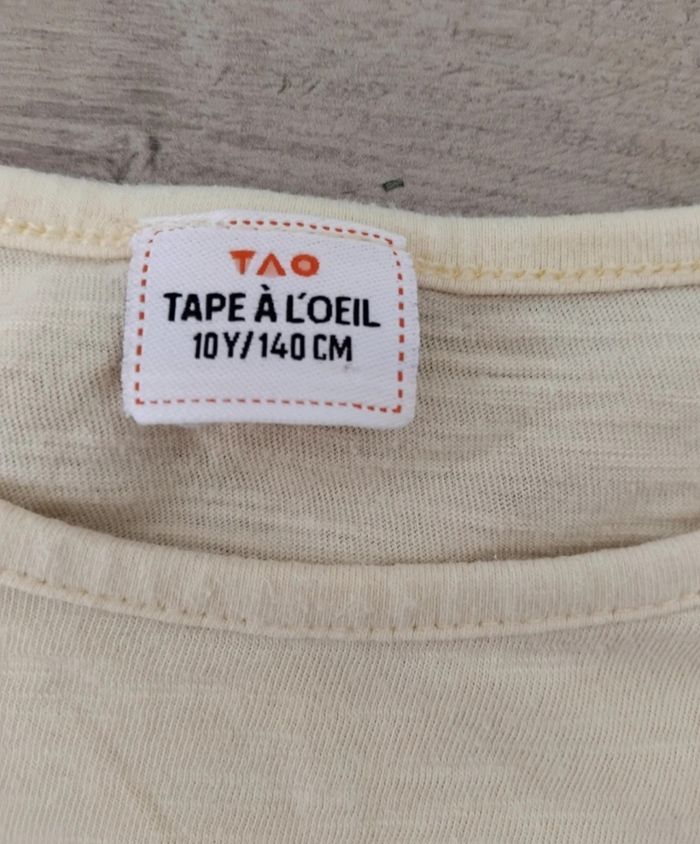 TAO
TAPE À L'OEIL
10Y/140 CM